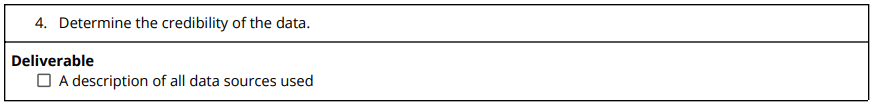 4. Determine the credibility of the data.
Deliverable
☐ A description of all data sources used